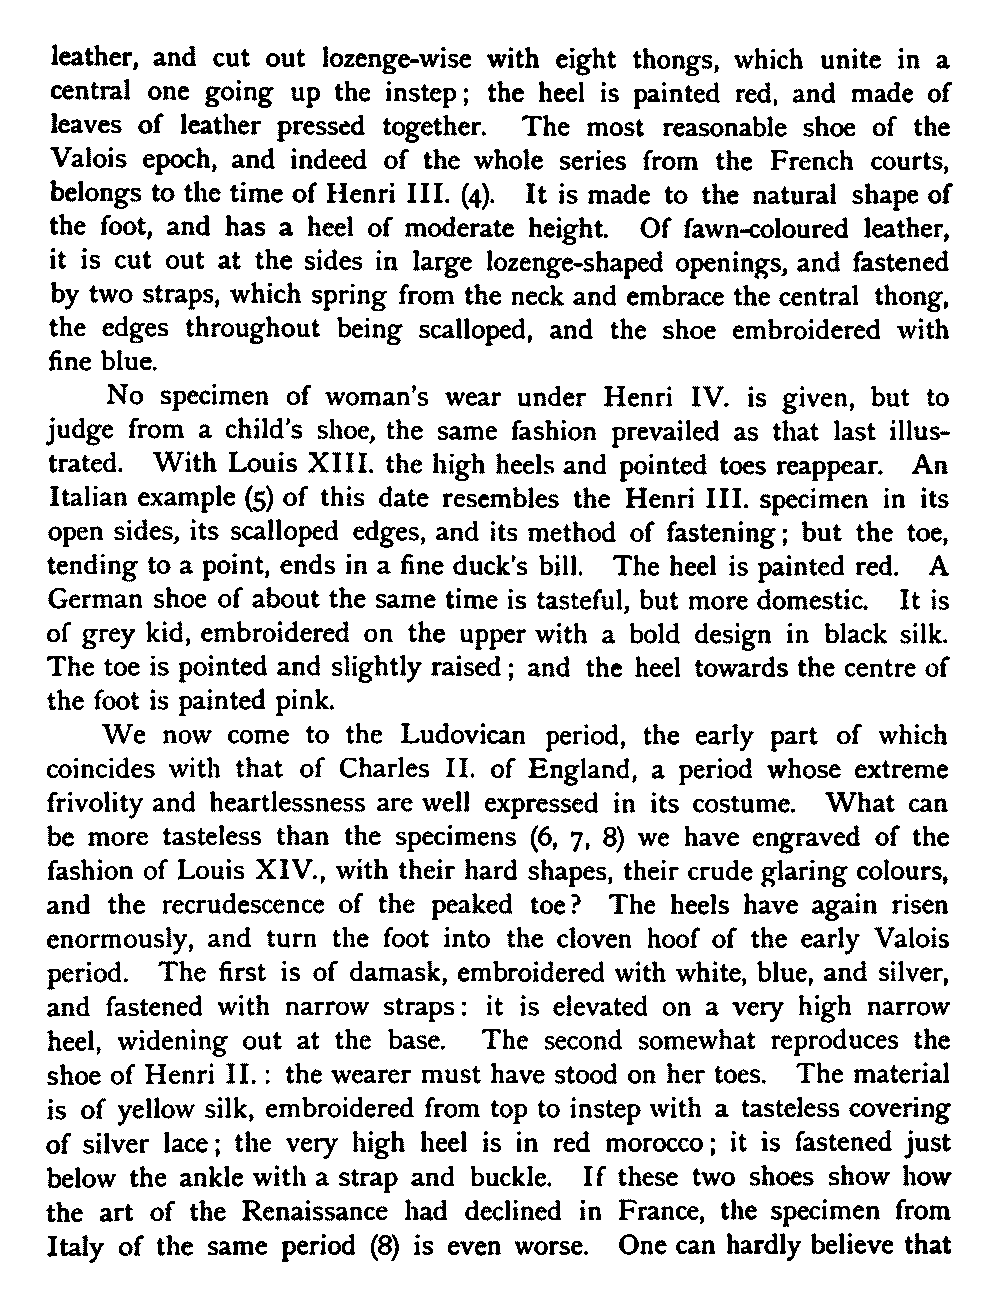 leather, and cut out lozenge-wise with eight thongs, which unite in a
central one going up the instep; the heel is painted red, and made of
leaves of leather pressed together. The most reasonable shoe of the
Valois epoch, and indeed of the whole series from the French courts,
belongs to the time of Henri III. (4). It is made to the natural shape of
the foot, and has a heel of moderate height. Of fawn-coloured leather,
it is cut out at the sides in large lozenge-shaped openings, and fastened
by two straps, which spring from the neck and embrace the central thong,
the edges throughout being scalloped, and the shoe embroidered with
fine blue.
No specimen of woman's wear under Henri IV. is given, but to
judge from a child's shoe, the same fashion prevailed as that last illus-
trated. With Louis XIII. the high heels and pointed toes reappear. An
Italian example (5) of this date resembles the Henri III. specimen in its
open sides, its scalloped edges, and its method of fastening; but the toe,
tending to a point, ends in a fine duck's bill. The heel is painted red. A
German shoe of about the same time is tasteful, but more domestic. It is
of grey kid, embroidered on the upper with a bold design in black silk.
The toe is pointed and slightly raised; and the heel towards the centre of
the foot is painted pink.
We now come to the Ludovican period, the early part of which
coincides with that of Charles II. of England, a period whose extreme
frivolity and heartlessness are well expressed in its costume. What can
be more tasteless than the specimens (6, 7, 8) we have engraved of the
fashion of Louis XIV., with their hard shapes, their crude glaring colours,
and the recrudescence of the peaked toe? The heels have again risen
enormously, and turn the foot into the cloven hoof of the early Valois
period. The first is of damask, embroidered with white, blue, and silver,
and fastened with narrow straps: it is elevated on a very high narrow
heel, widening out at the base. The second somewhat reproduces the
shoe of Henri II. : the wearer must have stood on her toes. The material
is of yellow silk, embroidered from top to instep with a tasteless covering
of silver lace; the very high heel is in red morocco; it is fastened just
below the ankle with a strap and buckle. If these two shoes show how
the art of the Renaissance had declined in France, the specimen from
Italy of the same period (8) is even worse. One can hardly believe that